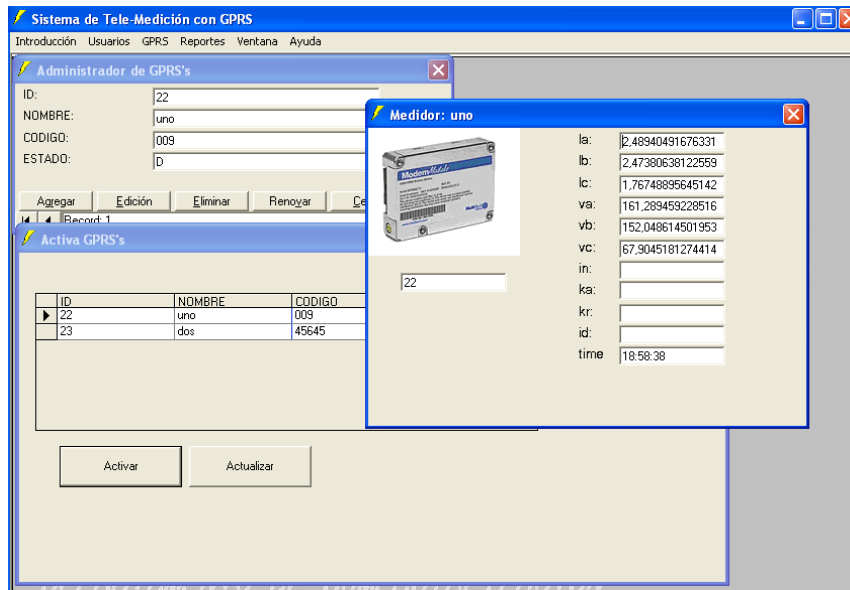 Sistema de Tele-Medición con GPRS
Introducción Usuarios GPRS Reportes Ventana Ayuda
Administrador de GPRS's
ID: 22
NOMBRE: uno
CODIGO: 009
ESTADO: D
Agregar Edición Eliminar Renovar Ce
Record: 1
Activa GPRS's
ID NOMBRE CODIGO
22 uno 009
23 dos 45645
Activar Actualizar
Medidor: uno
ModemMobile
22
Ia: 2,48940491676331
Ib: 2,47380638122559
Ic: 1,76748895645142
va: 161,289459228516
vb: 152,048614501953
vc: 67,9045181274414
in:
ka:
kr:
id:
time 18:58:38